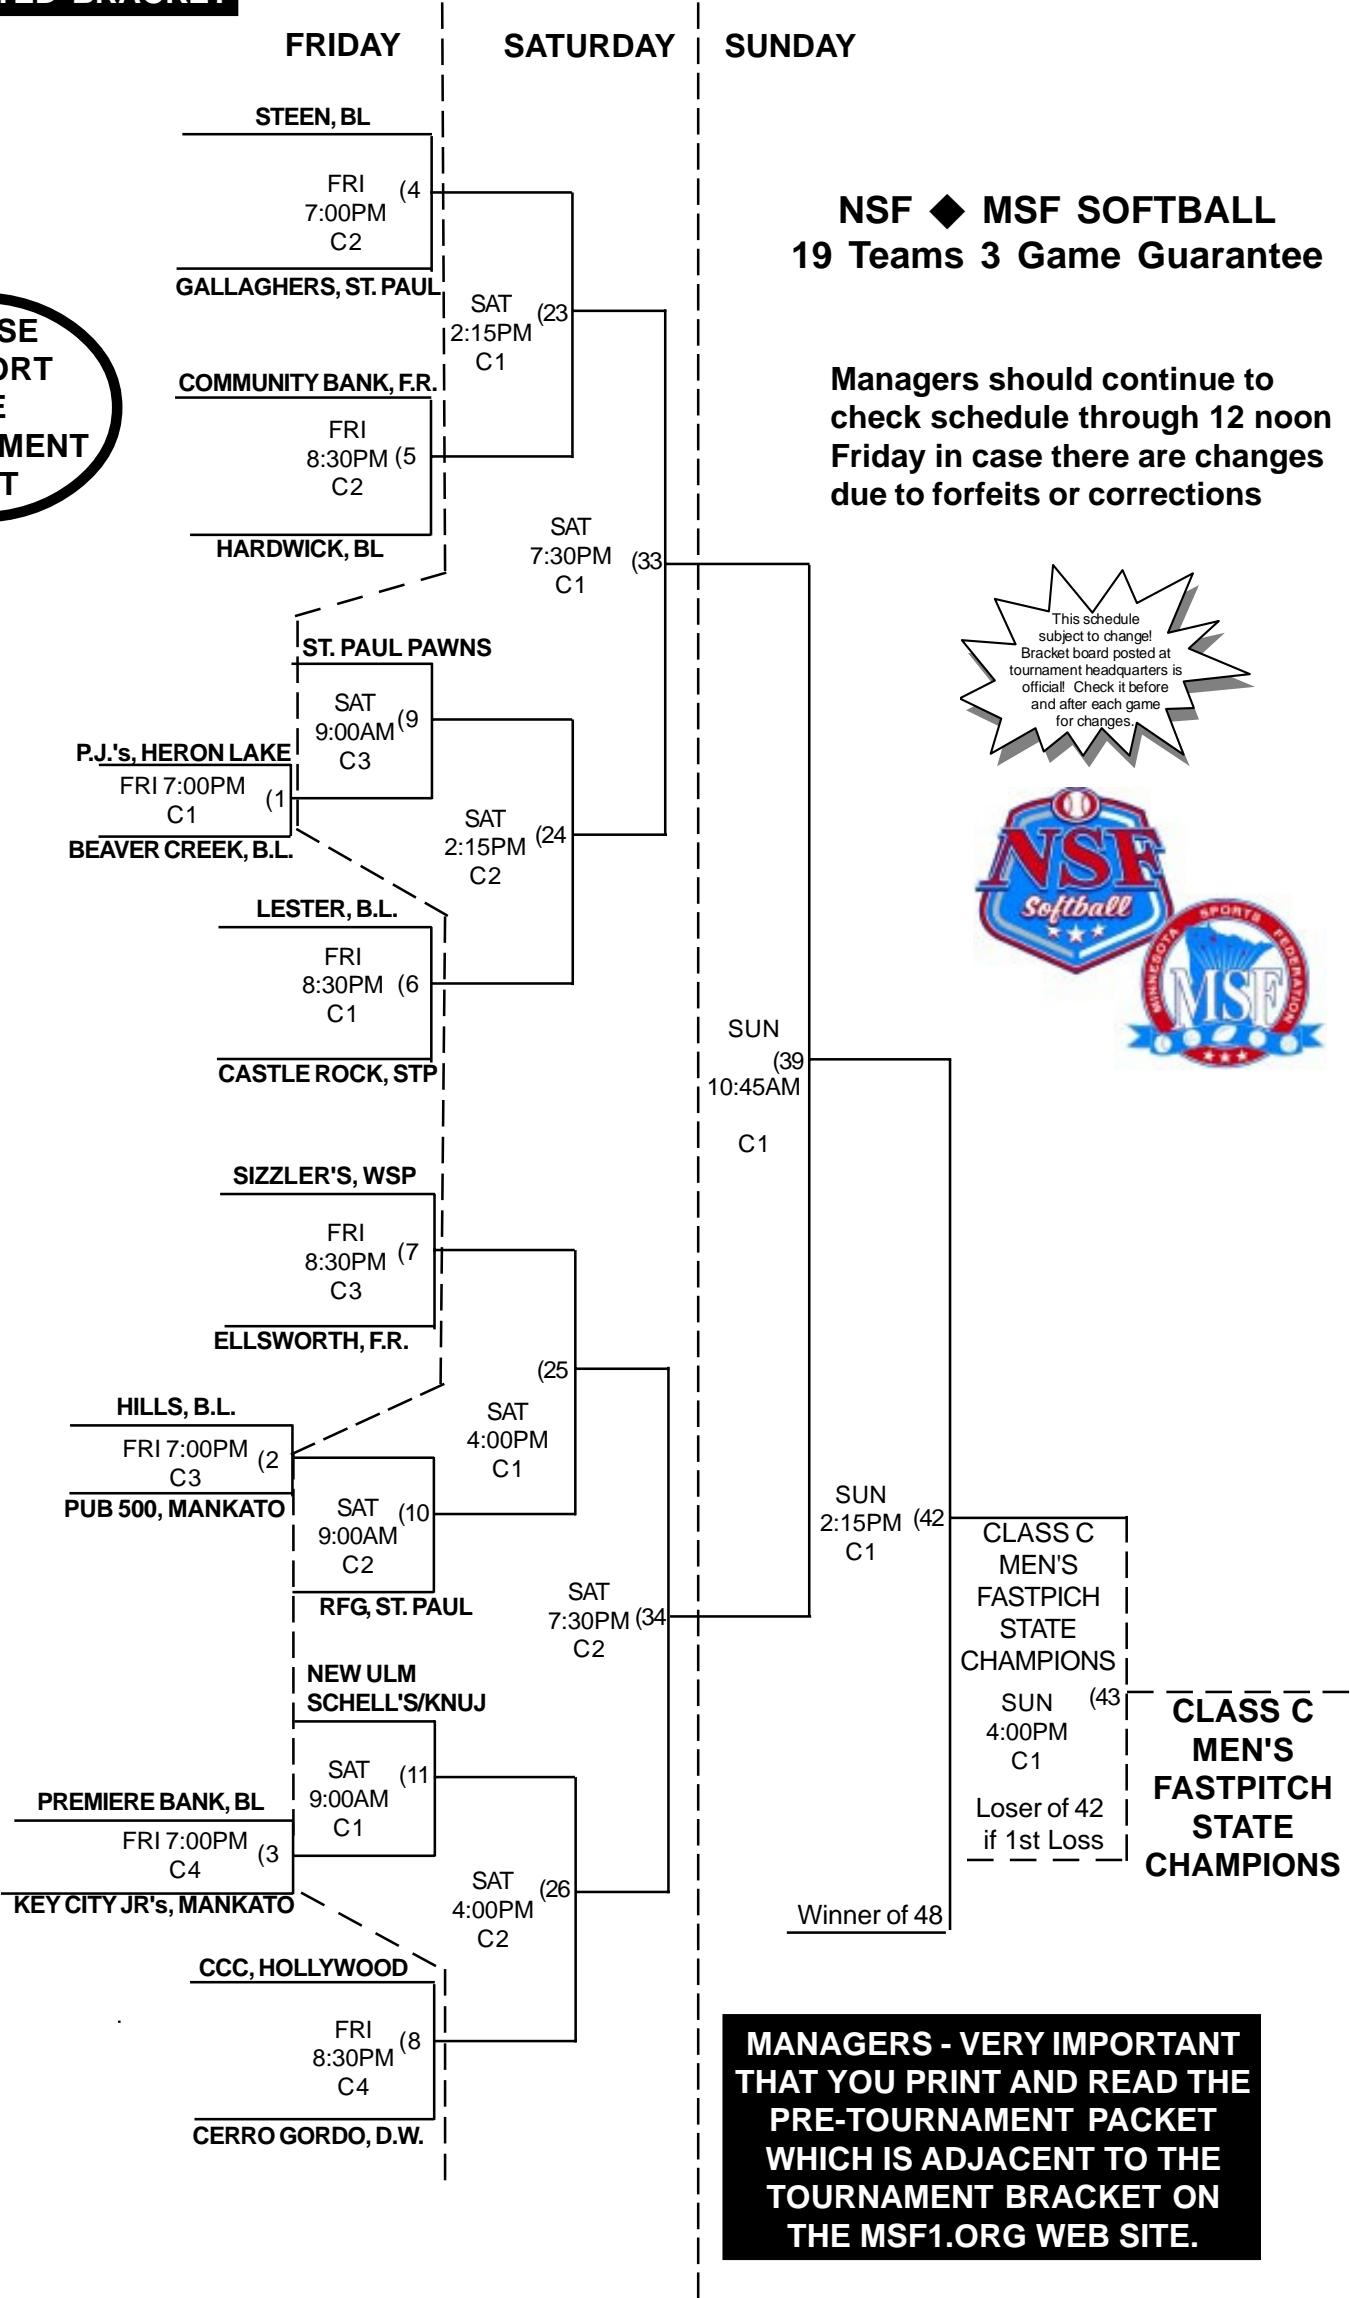 BRACKET
FRIDAY
SATURDAY
SUNDAY
STEEN, BL
FRI
7:00PM
C2
(4
GALLAGHERS, ST. PAUL
SAT
2:15PM
C1
(23
COMMUNITY BANK, F.R.
FRI
8:30PM
C2
(5
HARDWICK, BL
SAT
7:30PM
C1
(33
ST. PAUL PAWNS
SAT
9:00AM
C3
(9
P.J.'s, HERON LAKE
FRI 7:00PM
C1
(1
BEAVER CREEK, B.L.
SAT
2:15PM
C2
(24
LESTER, B.L.
FRI
8:30PM
C1
(6
CASTLE ROCK, STP
SUN
(39
10:45AM
C1
SIZZLER'S, WSP
FRI
8:30PM
C3
(7
ELLSWORTH, F.R.
(25
SAT
4:00PM
C1
HILLS, B.L.
FRI 7:00PM
C3
(2
PUB 500, MANKATO
SAT
9:00AM
C2
(10
RFG, ST. PAUL
SAT
7:30PM
C2
(34
NEW ULM
SCHELL'S/KNUJ
SAT
9:00AM
C1
(11
PREMIERE BANK, BL
FRI 7:00PM
C4
(3
KEY CITY JR's, MANKATO
SAT
4:00PM
C2
(26
CCC, HOLLYWOOD
FRI
8:30PM
C4
(8
CERRO GORDO, D.W.
SUN
2:15PM
C1
(42
CLASS C
MEN'S
FASTPICH
STATE
CHAMPIONS
SUN
4:00PM
C1
(43
Loser of 42
if 1st Loss
Winner of 48
CLASS C
MEN'S
FASTPITCH
STATE
CHAMPIONS
NSF ◆ MSF SOFTBALL
19 Teams 3 Game Guarantee
Managers should continue to
check schedule through 12 noon
Friday in case there are changes
due to forfeits or corrections
This schedule
subject to change!
Bracket board posted at
tournament headquarters is
official! Check it before
and after each game
for changes.
NSF
Softball
MINNESOTA SPORTS FEDERATION
MSF
MANAGERS - VERY IMPORTANT
THAT YOU PRINT AND READ THE
PRE-TOURNAMENT PACKET
WHICH IS ADJACENT TO THE
TOURNAMENT BRACKET ON
THE MSF1.ORG WEB SITE.